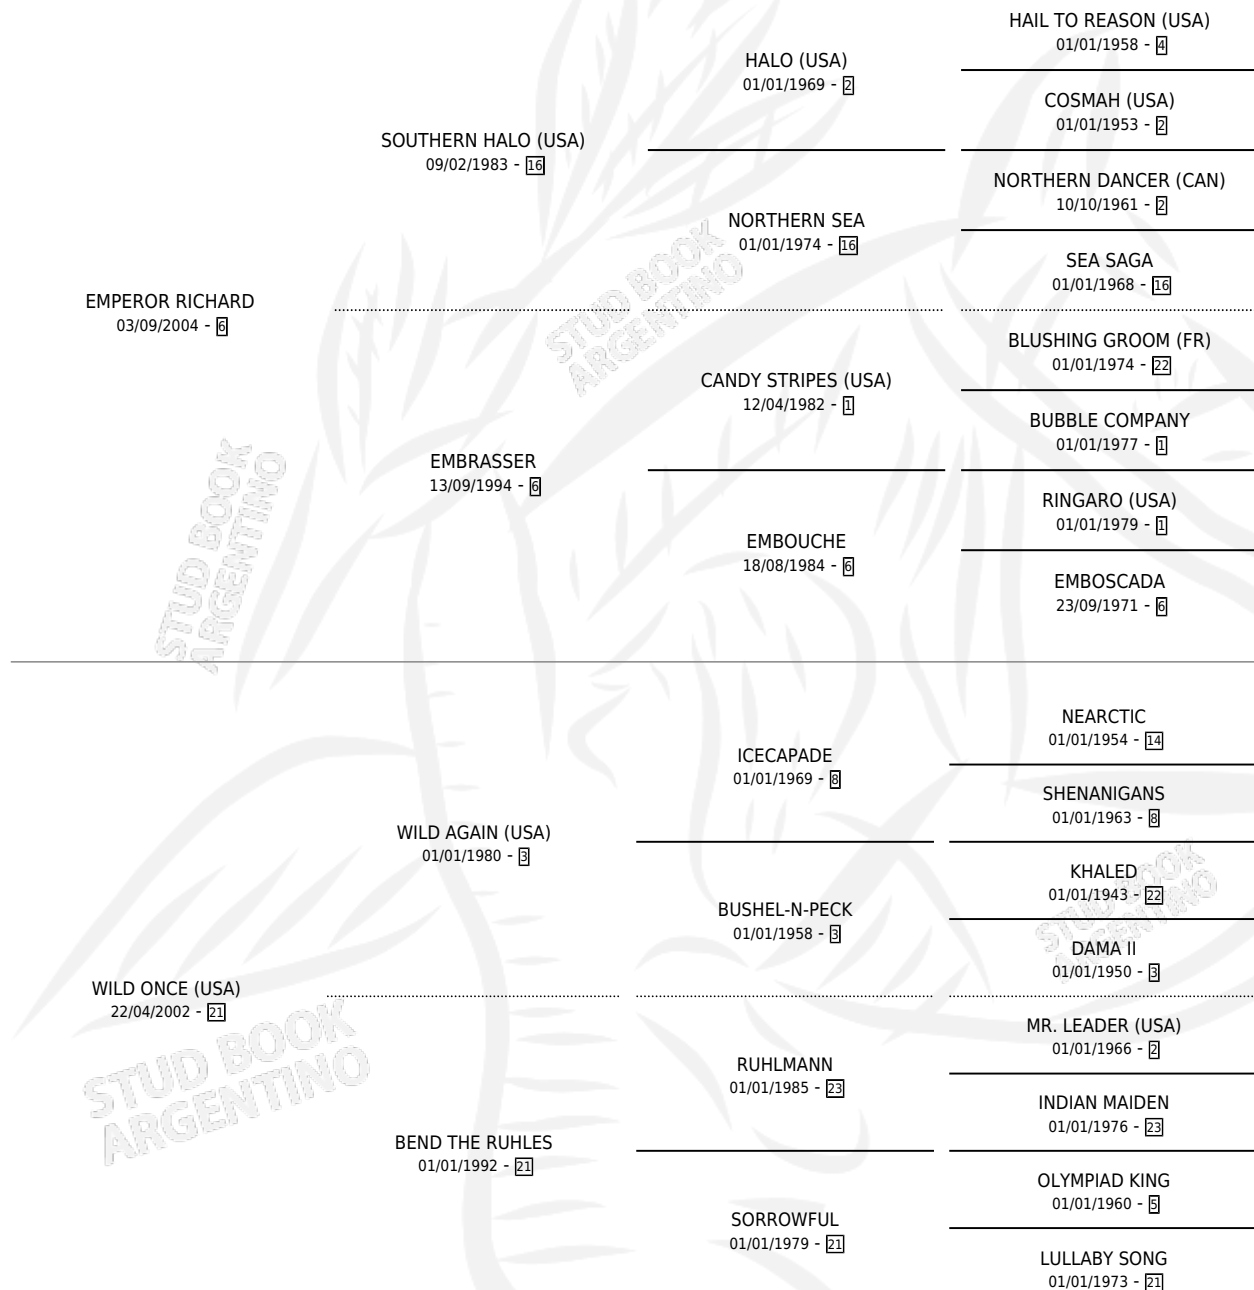 HAIL TO REASON (USA)
01/01/1958 - 4
HALO (USA)
01/01/1969 - 2
COSMAH (USA)
01/01/1953 - 2
SOUTHERN HALO (USA)
09/02/1983 - 16
NORTHERN DANCER (CAN)
10/10/1961 - 2
NORTHERN SEA
01/01/1974 - 16
SEA SAGA
01/01/1968 - 16
EMPEROR RICHARD
03/09/2004 - 6
BLUSHING GROOM (FR)
01/01/1974 - 22
CANDY STRIPES (USA)
12/04/1982 - 1
BUBBLE COMPANY
01/01/1977 - 1
EMBRASSER
13/09/1994 - 6
RINGARO (USA)
01/01/1979 - 1
EMBOUCHE
18/08/1984 - 6
EMBOSCADA
23/09/1971 - 6
STUD BOOK
ARGENTINO
STUD BOOK
ARGENTINO
NEARCTIC
01/01/1954 - 14
ICECAPADE
01/01/1969 - 8
SHENANIGANS
01/01/1963 - 8
WILD AGAIN (USA)
01/01/1980 - 3
KHALED
01/01/1943 - 22
BUSHEL-N-PECK
01/01/1958 - 3
DAMA II
01/01/1950 - 3
WILD ONCE (USA)
22/04/2002 - 21
MR. LEADER (USA)
01/01/1966 - 2
RUHLMANN
01/01/1985 - 23
INDIAN MAIDEN
01/01/1976 - 23
BEND THE RUHLES
01/01/1992 - 21
OLYMPIAD KING
01/01/1960 - 5
SORROWFUL
01/01/1979 - 21
LULLABY SONG
01/01/1973 - 21
STUD BOOK
ARGENTINO
STUD BOOK
ARGENTINO